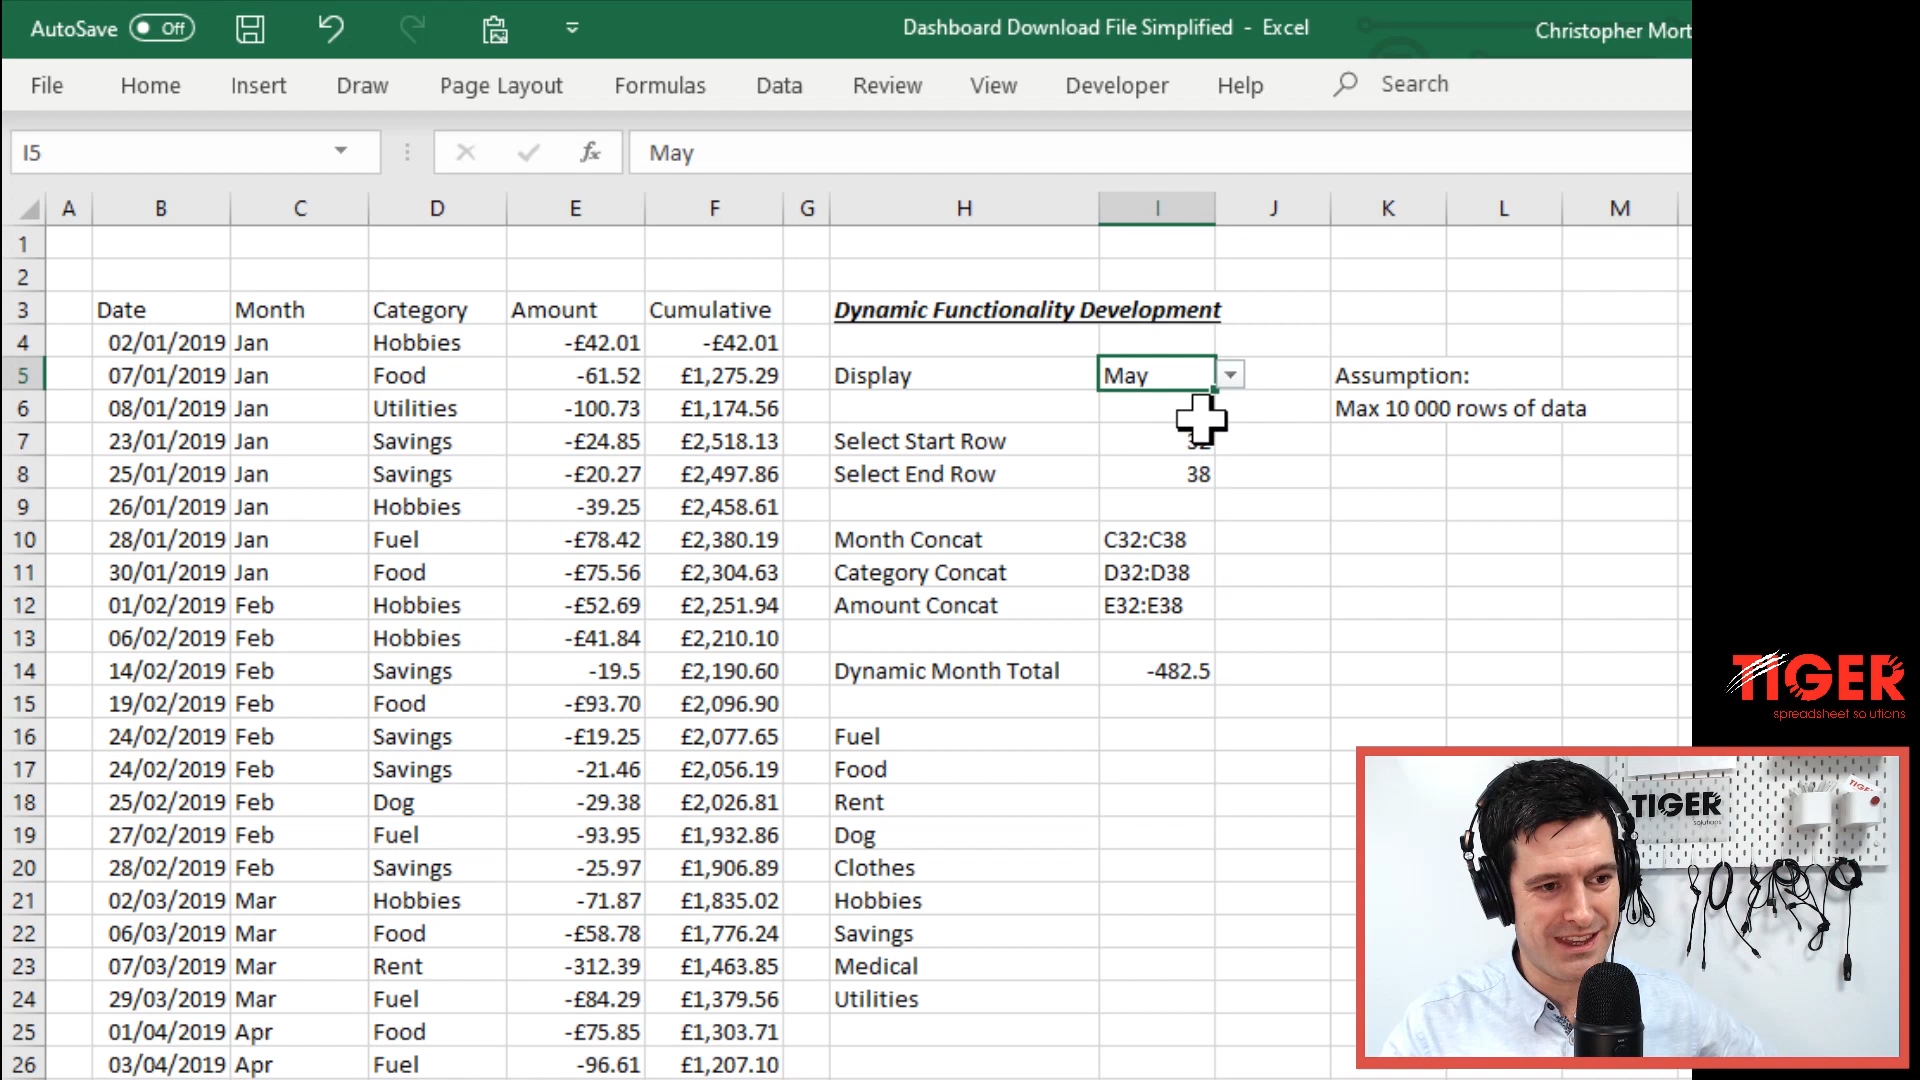 AutoSave Off Dashboard Download File Simplified - Excel Christopher Mort
File Home Insert Draw Page Layout Formulas Data Review View Developer Help Search
I5 fx May
A B C D E F G H I J K L M
1
2
3 Date Month Category Amount Cumulative Dynamic Functionality Development
4 02/01/2019 Jan Hobbies -£42.01 -£42.01
5 07/01/2019 Jan Food -61.52 £1,275.29 Display May Assumption:
6 08/01/2019 Jan Utilities -100.73 £1,174.56 Max 10 000 rows of data
7 23/01/2019 Jan Savings -£24.85 £2,518.13 Select Start Row 32
8 25/01/2019 Jan Savings -£20.27 £2,497.86 Select End Row 38
9 26/01/2019 Jan Hobbies -39.25 £2,458.61
10 28/01/2019 Jan Fuel -£78.42 £2,380.19 Month Concat C32:C38
11 30/01/2019 Jan Food -£75.56 £2,304.63 Category Concat D32:D38
12 01/02/2019 Feb Hobbies -£52.69 £2,251.94 Amount Concat E32:E38
13 06/02/2019 Feb Hobbies -£41.84 £2,210.10
14 14/02/2019 Feb Savings -19.5 £2,190.60 Dynamic Month Total -482.5
15 19/02/2019 Feb Food -£93.70 £2,096.90
16 24/02/2019 Feb Savings -£19.25 £2,077.65 Fuel
17 24/02/2019 Feb Savings -21.46 £2,056.19 Food
18 25/02/2019 Feb Dog -29.38 £2,026.81 Rent
19 27/02/2019 Feb Fuel -93.95 £1,932.86 Dog
20 28/02/2019 Feb Savings -25.97 £1,906.89 Clothes
21 02/03/2019 Mar Hobbies -71.87 £1,835.02 Hobbies
22 06/03/2019 Mar Food -£58.78 £1,776.24 Savings
23 07/03/2019 Mar Rent -312.39 £1,463.85 Medical
24 29/03/2019 Mar Fuel -£84.29 £1,379.56 Utilities
25 01/04/2019 Apr Food -£75.85 £1,303.71
26 03/04/2019 Apr Fuel -96.61 £1,207.10
TIGER
spreadsheet solutions
TIGER
solutions